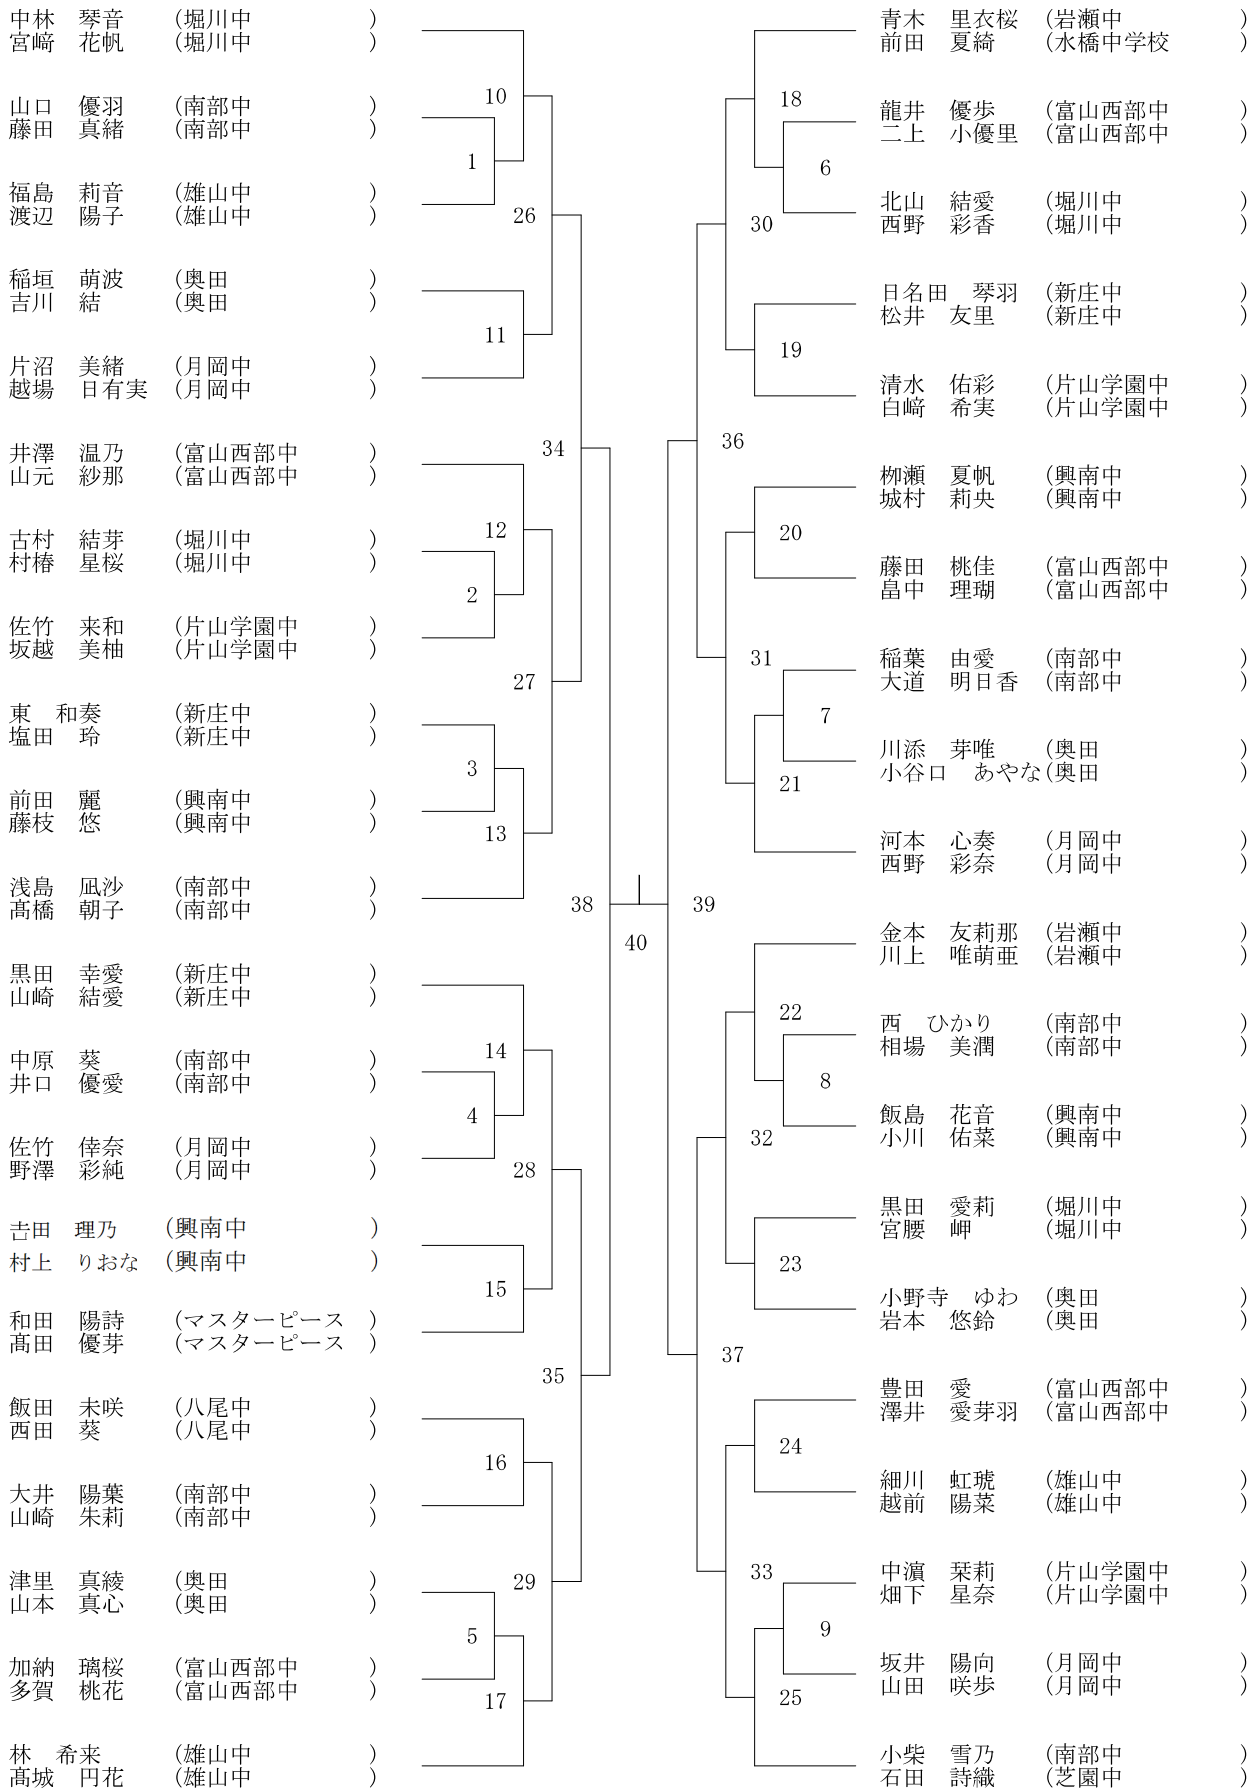 中林　琴音　（堀川中　）
宮﨑　花帆　（堀川中　）
10
山口　優羽　（南部中　）
藤田　真緒　（南部中　）
1
福島　莉音　（雄山中　）
渡辺　陽子　（雄山中　）
26
稲垣　萌波　（奥田　）
吉川　結　（奥田　）
11
片沼　美緒　（月岡中　）
越場　日有実　（月岡中　）
34
井澤　温乃　（富山西部中　）
山元　紗那　（富山西部中　）
12
古村　結芽　（堀川中　）
村椿　星桜　（堀川中　）
2
佐竹　来和　（片山学園中　）
坂越　美柚　（片山学園中　）
27
東　和奏　（新庄中　）
塩田　玲　（新庄中　）
3
前田　麗　（興南中　）
藤枝　悠　（興南中　）
13
浅島　凪沙　（南部中　）
髙橋　朝子　（南部中　）
38
40
黒田　幸愛　（新庄中　）
山崎　結愛　（新庄中　）
14
中原　葵　（南部中　）
井口　優愛　（南部中　）
4
佐竹　倖奈　（月岡中　）
野澤　彩純　（月岡中　）
28
𠮷田　理乃　（興南中　）
村上　りおな　（興南中　）
15
和田　陽詩　（マスターピース　）
髙田　優芽　（マスターピース　）
35
飯田　未咲　（八尾中　）
西田　葵　（八尾中　）
16
大井　陽葉　（南部中　）
山崎　朱莉　（南部中　）
29
津里　真綾　（奥田　）
山本　真心　（奥田　）
5
加納　璃桜　（富山西部中　）
多賀　桃花　（富山西部中　）
17
林　希来　（雄山中　）
髙城　円花　（雄山中　）
青木　里衣桜　（岩瀬中　）
前田　夏綺　（水橋中学校　）
18
龍井　優歩　（富山西部中　）
二上　小優里　（富山西部中　）
6
北山　結愛　（堀川中　）
西野　彩香　（堀川中　）
30
日名田　琴羽　（新庄中　）
松井　友里　（新庄中　）
19
清水　佑彩　（片山学園中　）
白﨑　希実　（片山学園中　）
36
栁瀬　夏帆　（興南中　）
城村　莉央　（興南中　）
20
藤田　桃佳　（富山西部中　）
畠中　理瑚　（富山西部中　）
31
稲葉　由愛　（南部中　）
大道　明日香　（南部中　）
7
川添　芽唯　（奥田　）
小谷口　あやな（奥田　）
21
河本　心奏　（月岡中　）
西野　彩奈　（月岡中　）
39
金本　友莉那　（岩瀬中　）
川上　唯萌亜　（岩瀬中　）
22
西　ひかり　（南部中　）
相場　美潤　（南部中　）
8
飯島　花音　（興南中　）
小川　佑菜　（興南中　）
32
黒田　愛莉　（堀川中　）
宮腰　岬　（堀川中　）
23
小野寺　ゆわ　（奥田　）
岩本　悠鈴　（奥田　）
37
豊田　愛　（富山西部中　）
澤井　愛芽羽　（富山西部中　）
24
細川　虹琥　（雄山中　）
越前　陽菜　（雄山中　）
33
中濵　栞莉　（片山学園中　）
畑下　星奈　（片山学園中　）
9
坂井　陽向　（月岡中　）
山田　咲歩　（月岡中　）
25
小柴　雪乃　（南部中　）
石田　詩織　（芝園中　）